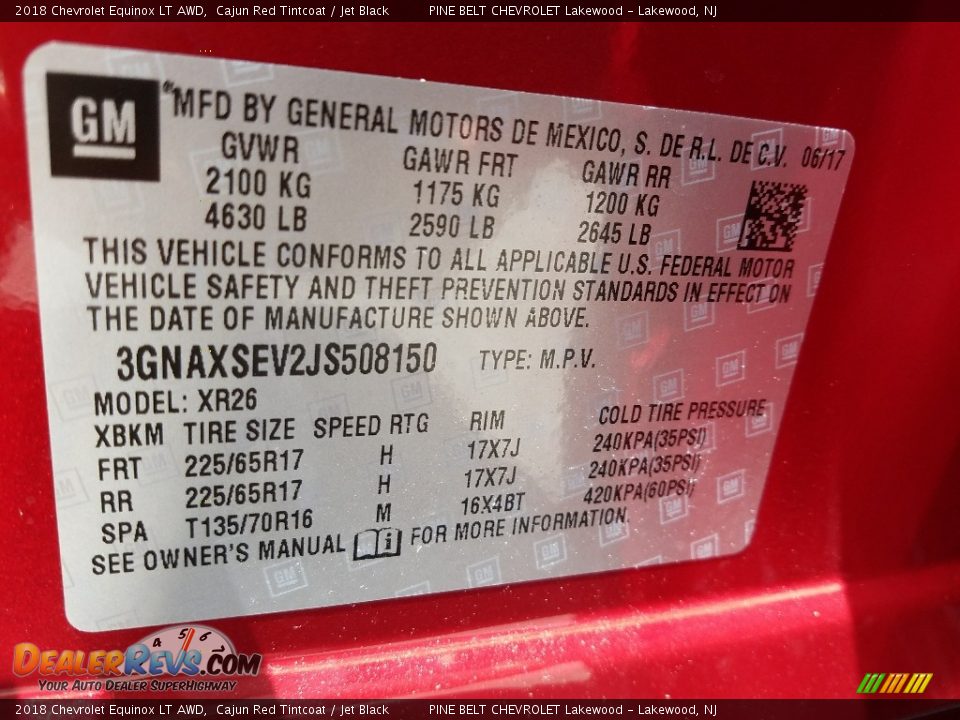 2018 Chevrolet Equinox LT AWD, Cajun Red Tintcoat / Jet Black PINE BELT CHEVROLET Lakewood - Lakewood, NJ
GM
MFD BY GENERAL MOTORS DE MEXICO, S. DE R.L. DE C.V. 06/17
GVWR GAWR FRT GAWR RR
2100 KG 1175 KG 1200 KG
4630 LB 2590 LB 2645 LB
THIS VEHICLE CONFORMS TO ALL APPLICABLE U.S. FEDERAL MOTOR
VEHICLE SAFETY AND THEFT PREVENTION STANDARDS IN EFFECT ON
THE DATE OF MANUFACTURE SHOWN ABOVE.
3GNAXSEV2JS508150 TYPE: M.P.V.
MODEL: XR26
XBKM TIRE SIZE SPEED RTG RIM COLD TIRE PRESSURE
FRT 225/65R17 H 17X7J 240KPA(35PSI)
RR 225/65R17 H 17X7J 240KPA(35PSI)
SPA T135/70R16 M 16X4BT 420KPA(60PSI)
SEE OWNER'S MANUAL i FOR MORE INFORMATION.
4 5 6
DEALERREVS.COM
YOUR AUTO DEALER SUPERHIGHWAY
2018 Chevrolet Equinox LT AWD, Cajun Red Tintcoat / Jet Black PINE BELT CHEVROLET Lakewood - Lakewood, NJ